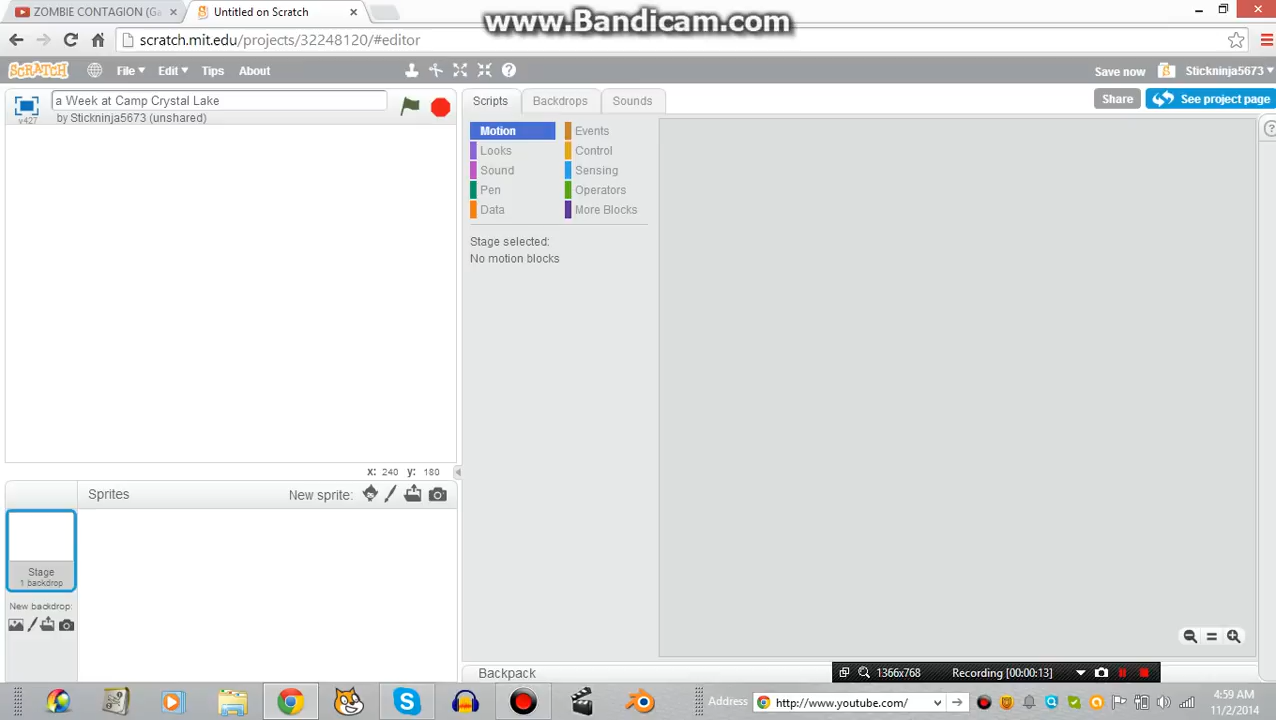 ZOMBIE CONTAGION (Ga
Untitled on Scratch
www.Bandicam.com
scratch.mit.edu/projects/32248120/#editor
SCRATCH
File
Edit
Tips
About
Save now
Stickninja5673
a Week at Camp Crystal Lake
by Stickninja5673 (unshared)
v427
Scripts
Backdrops
Sounds
Share
See project page
Motion
Events
Looks
Control
Sound
Sensing
Pen
Operators
Data
More Blocks
Stage selected:
No motion blocks
x: 240 y: 180
Sprites
New sprite:
Stage
1 backdrop
New backdrop:
Backpack
1366x768
Recording [00:00:13]
Address
http://www.youtube.com/
4:59 AM
11/2/2014